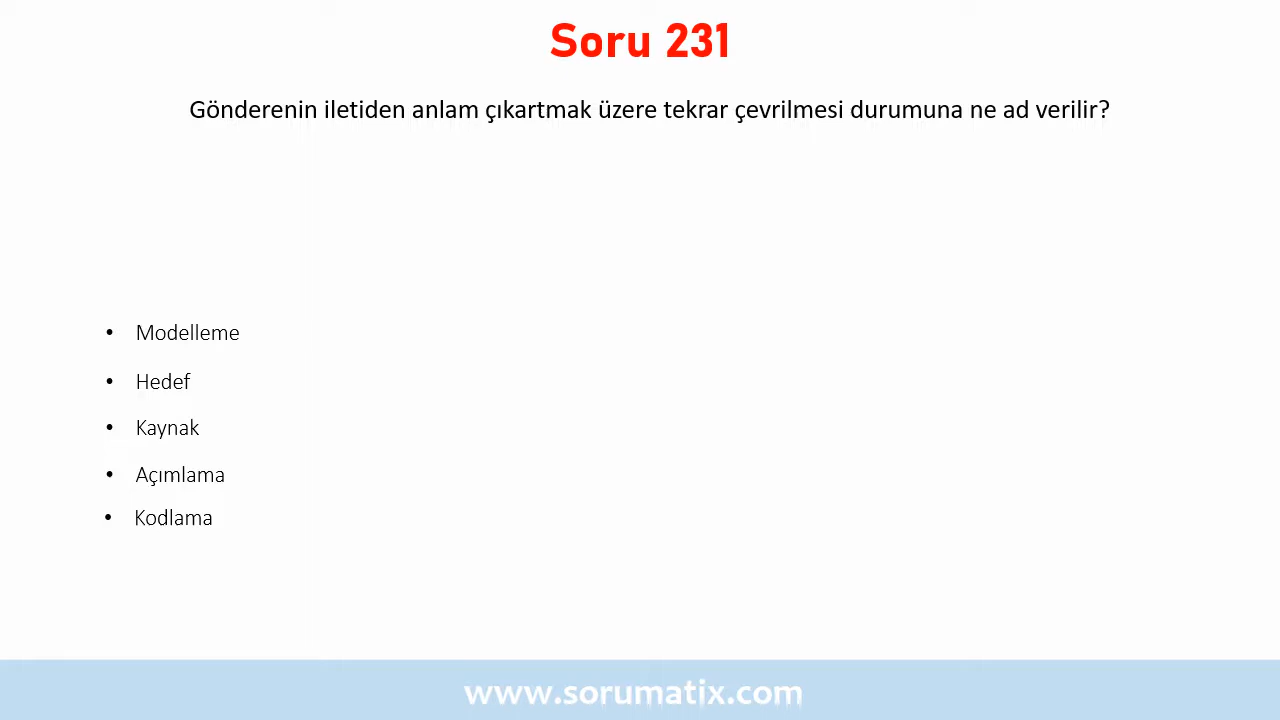 Soru 231
Gönderenin iletiden anlam çıkartmak üzere tekrar çevrilmesi durumuna ne ad verilir?
• Modelleme
• Hedef
• Kaynak
• Açımlama
• Kodlama
www.sorumatix.com